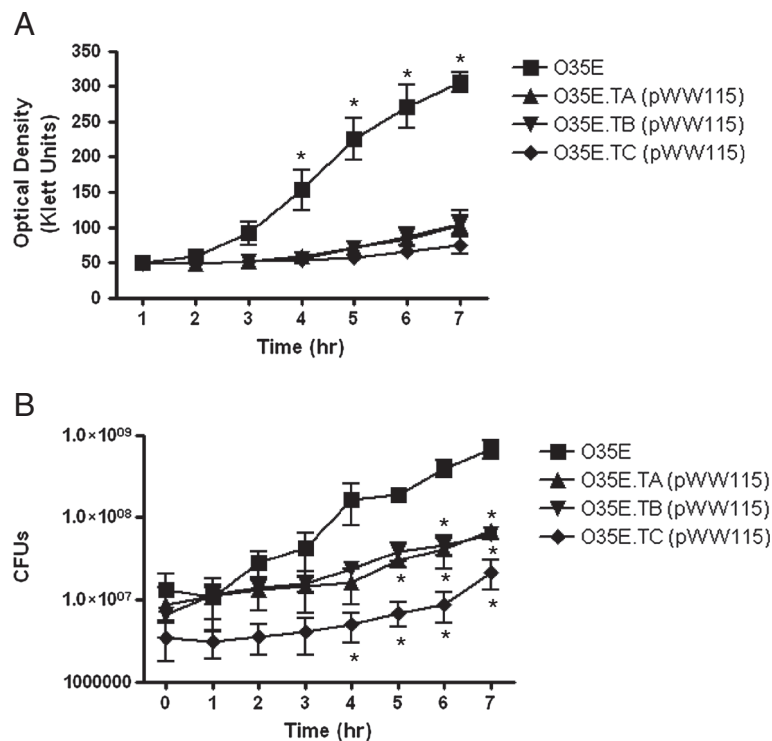 A
350
300
250
200
150
100
50
0
Optical Density
(Klett Units)
1 2 3 4 5 6 7
Time (hr)
* * * *
O35E
O35E.TA (pWW115)
O35E.TB (pWW115)
O35E.TC (pWW115)
B
1.0×10⁰⁹
1.0×10⁰⁸
1.0×10⁰⁷
1000000
CFUs
0 1 2 3 4 5 6 7
Time (hr)
* *
* * *
* * * *
O35E
O35E.TA (pWW115)
O35E.TB (pWW115)
O35E.TC (pWW115)